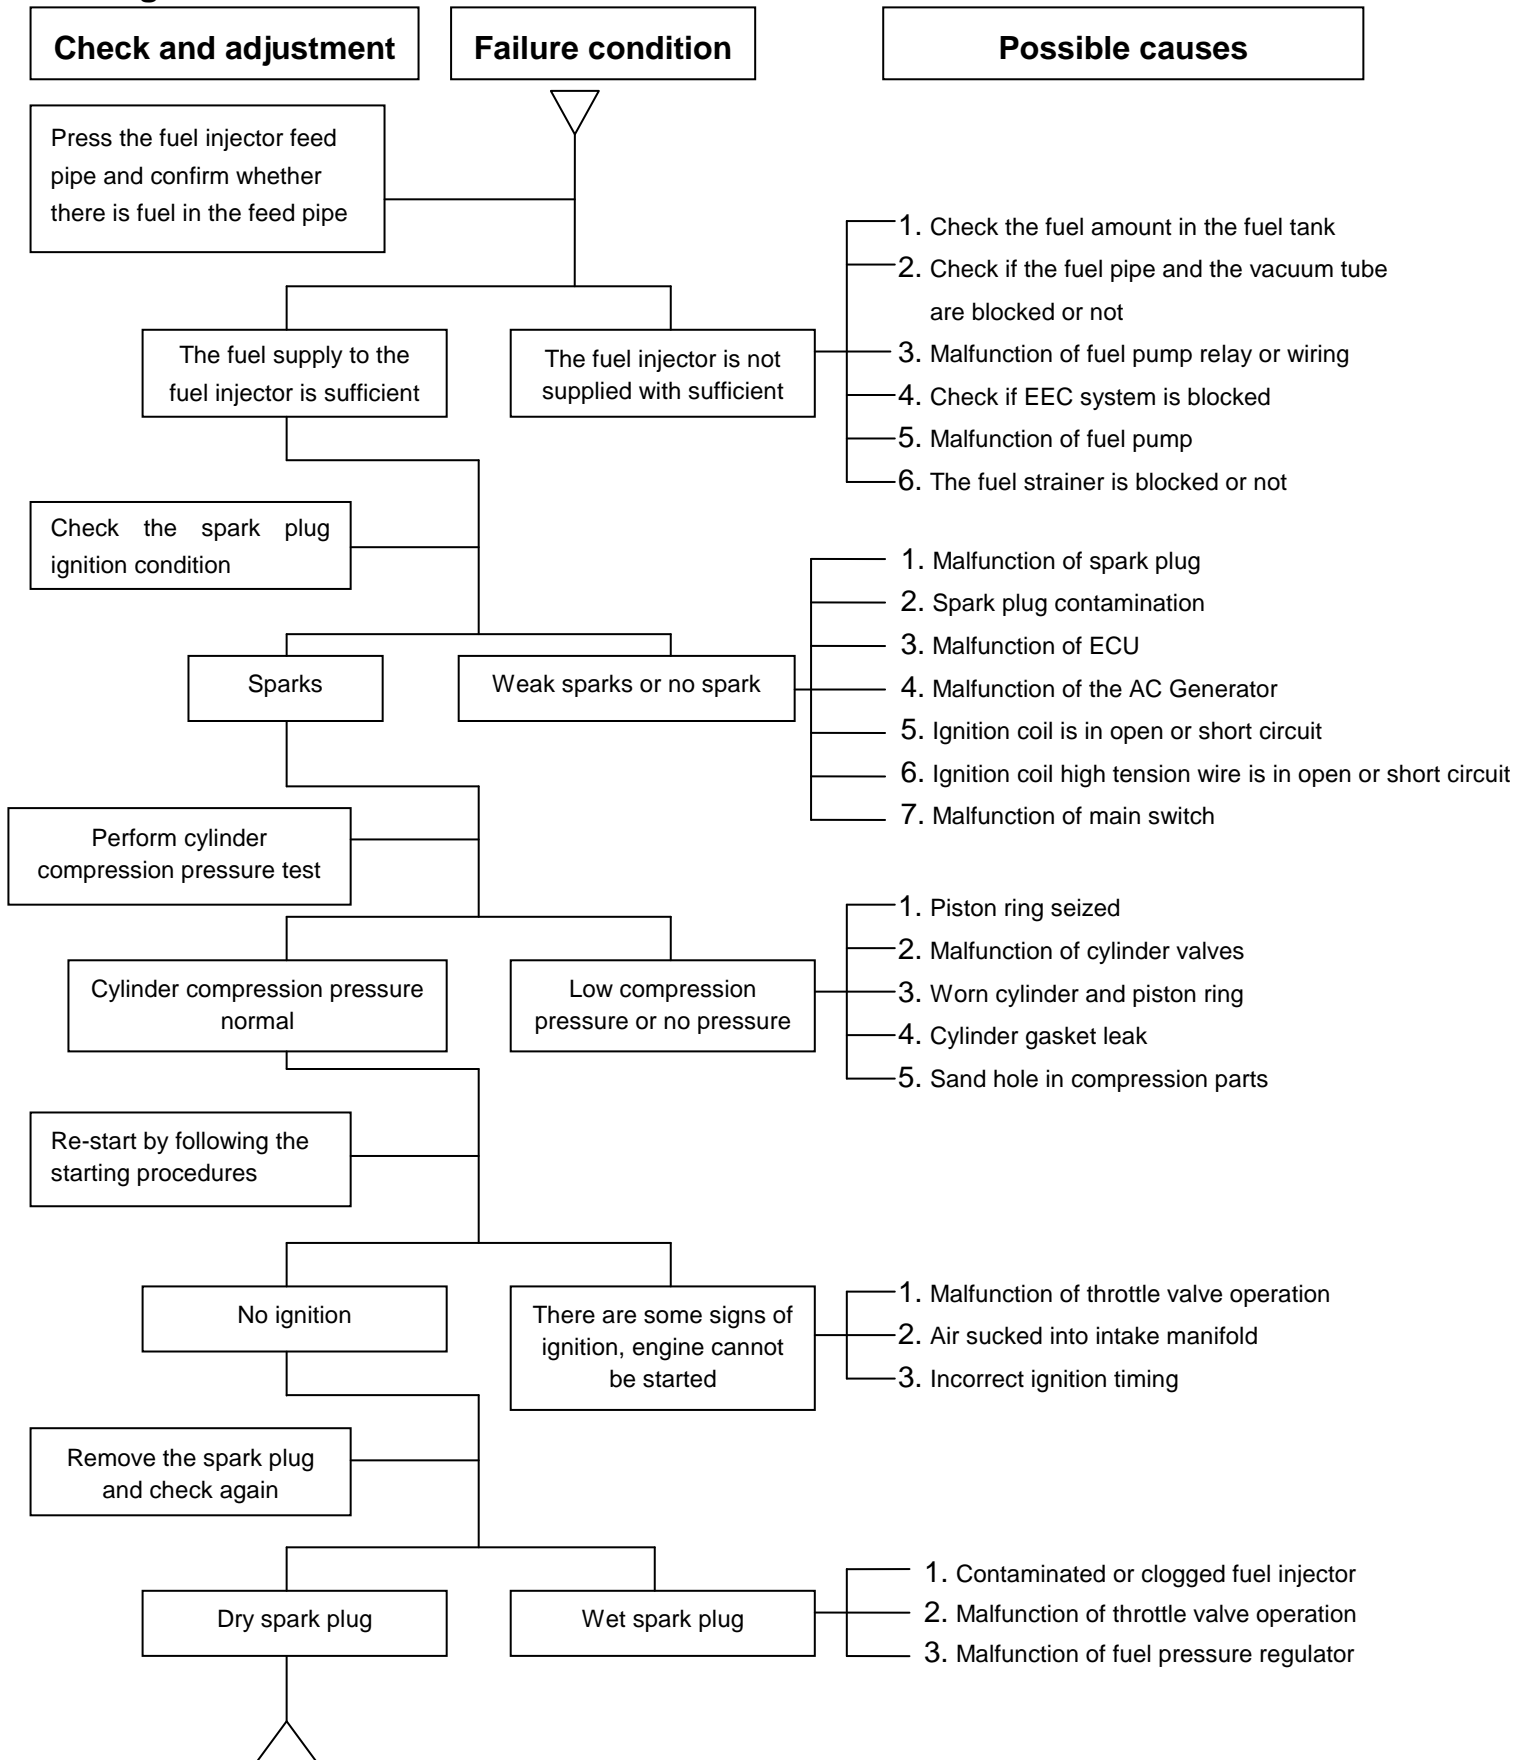 Check and adjustment
Failure condition
Possible causes
Press the fuel injector feed
pipe and confirm whether
there is fuel in the feed pipe
The fuel supply to the
fuel injector is sufficient
The fuel injector is not
supplied with sufficient
1. Check the fuel amount in the fuel tank
2. Check if the fuel pipe and the vacuum tube
are blocked or not
3. Malfunction of fuel pump relay or wiring
4. Check if EEC system is blocked
5. Malfunction of fuel pump
6. The fuel strainer is blocked or not
Check the spark plug
ignition condition
Sparks
Weak sparks or no spark
1. Malfunction of spark plug
2. Spark plug contamination
3. Malfunction of ECU
4. Malfunction of the AC Generator
5. Ignition coil is in open or short circuit
6. Ignition coil high tension wire is in open or short circuit
7. Malfunction of main switch
Perform cylinder
compression pressure test
Cylinder compression pressure
normal
Low compression
pressure or no pressure
1. Piston ring seized
2. Malfunction of cylinder valves
3. Worn cylinder and piston ring
4. Cylinder gasket leak
5. Sand hole in compression parts
Re-start by following the
starting procedures
No ignition
There are some signs of
ignition, engine cannot
be started
1. Malfunction of throttle valve operation
2. Air sucked into intake manifold
3. Incorrect ignition timing
Remove the spark plug
and check again
Dry spark plug
Wet spark plug
1. Contaminated or clogged fuel injector
2. Malfunction of throttle valve operation
3. Malfunction of fuel pressure regulator